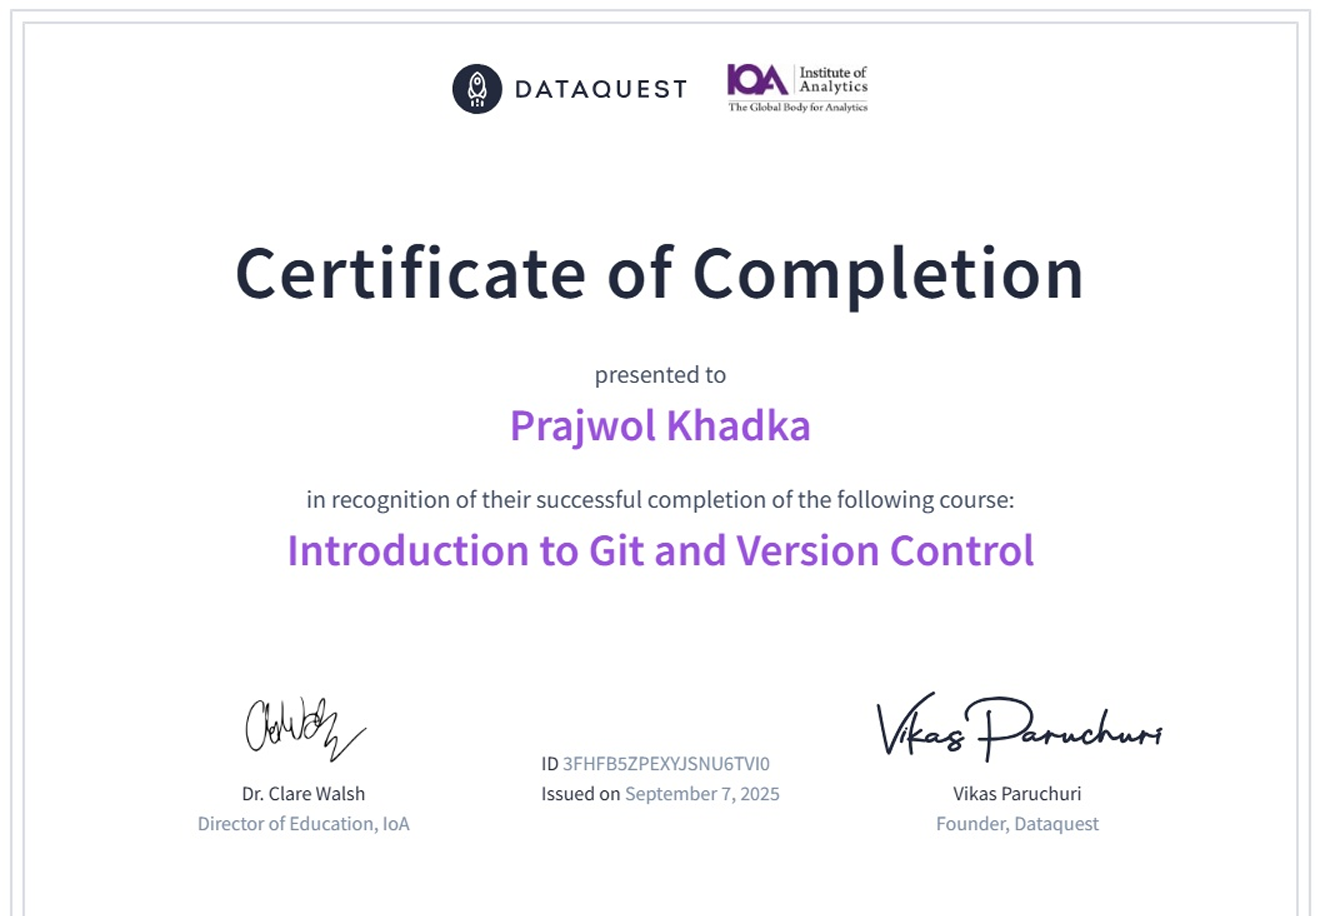 DATAQUEST
IOA Institute of Analytics
The Global Body for Analytics
Certificate of Completion
presented to
Prajwol Khadka
in recognition of their successful completion of the following course:
Introduction to Git and Version Control
Vikas Paruchuri
ID 3FHFB5ZPEXYJSNU6TVI0
Issued on September 7, 2025
Dr. Clare Walsh
Director of Education, IoA
Vikas Paruchuri
Founder, Dataquest